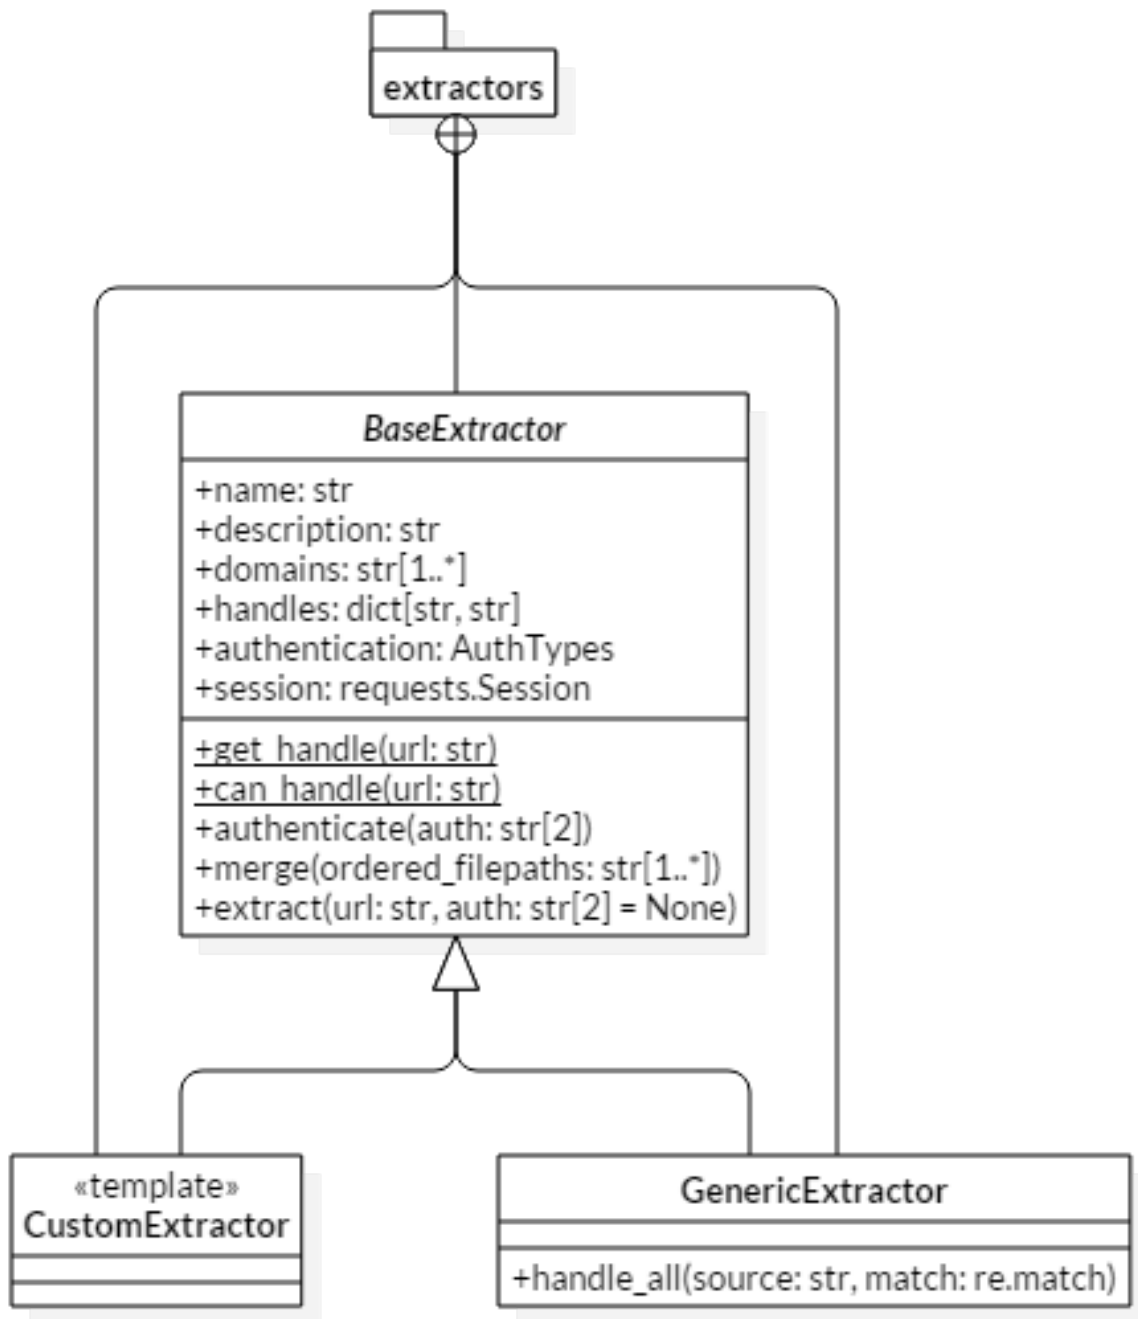 extractors
BaseExtractor
+name: str
+description: str
+domains: str[1..*]
+handles: dict[str, str]
+authentication: AuthTypes
+session: requests.Session
+get_handle(url: str)
+can_handle(url: str)
+authenticate(auth: str[2])
+merge(ordered_filepaths: str[1..*])
+extract(url: str, auth: str[2] = None)
«template»
CustomExtractor
GenericExtractor
+handle_all(source: str, match: re.match)